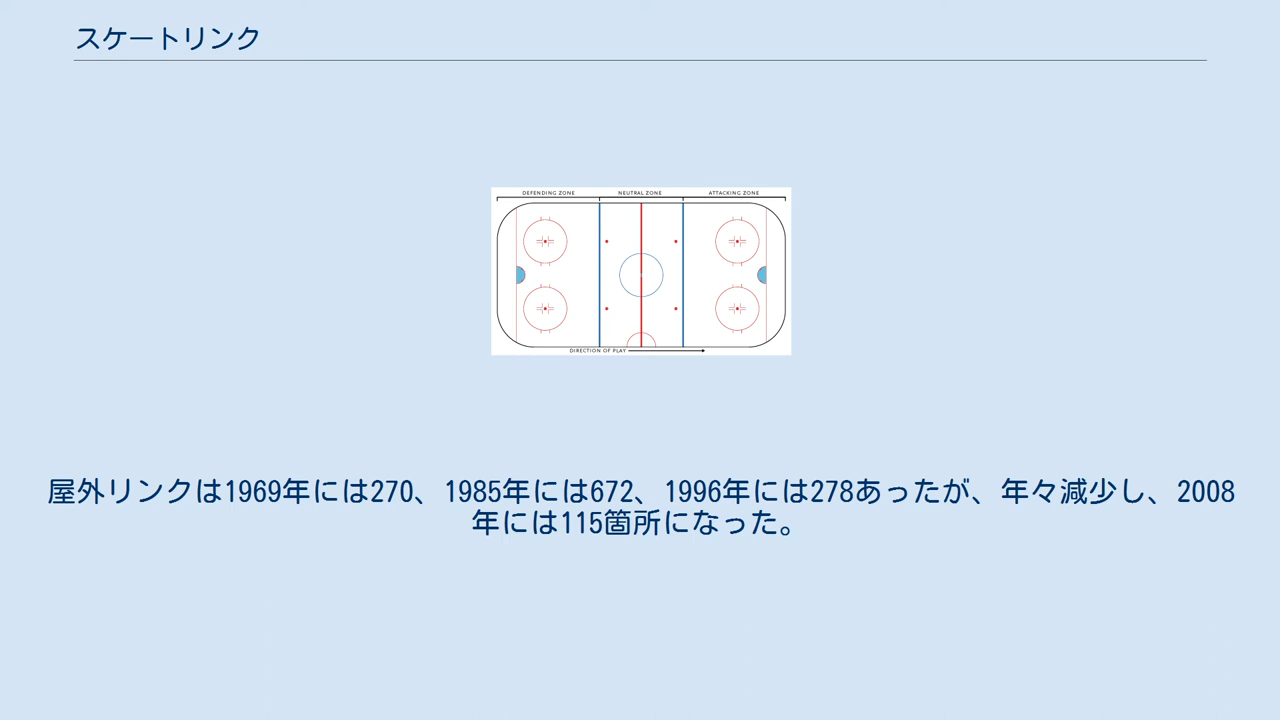 スケートリンク
DEFENDING ZONE NEUTRAL ZONE ATTACKING ZONE
DIRECTION OF PLAY
屋外リンクは1969年には270、1985年には672、1996年には278あったが、年々減少し、2008
年には115箇所になった。